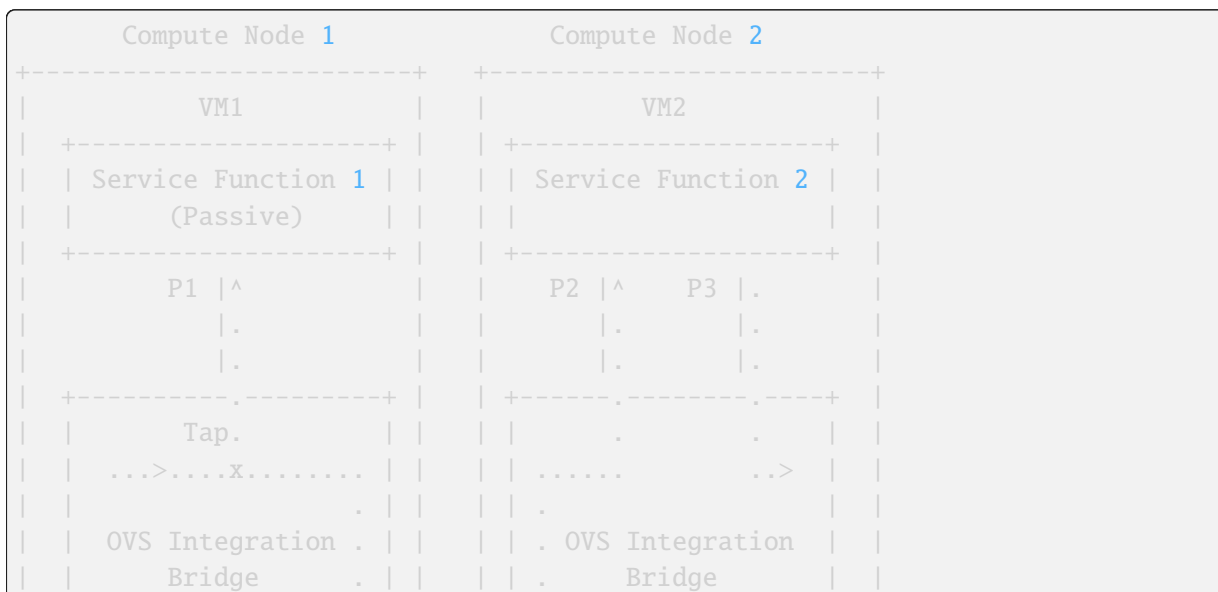 Compute Node 1              Compute Node 2
+-------------------------+   +-------------------------+
|           VM1           |   |          VM2            |
|  +--------------------+ |   | +--------------------+  |
|  | Service Function 1 | |   | | Service Function 2 |  |
|  |      (Passive)     | |   | |                    |  |
|  +--------------------+ |   | +--------------------+  |
|         P1 |^           |   |    P2 |^    P3 |.       |
|            |.           |   |       |.       |.       |
|            |.           |   |       |.       |.       |
|  +----------.---------+ |   | +------.--------.----+  |
|  |       Tap.         | |   | |      .        .    |  |
|  |  ...>....x........ | |   | | ......        ..>  |  |
|  |                  . | |   | | .                  |  |
|  |  OVS Integration . | |   | | . OVS Integration  |  |
|  |      Bridge      . | |   | | .     Bridge       |  |